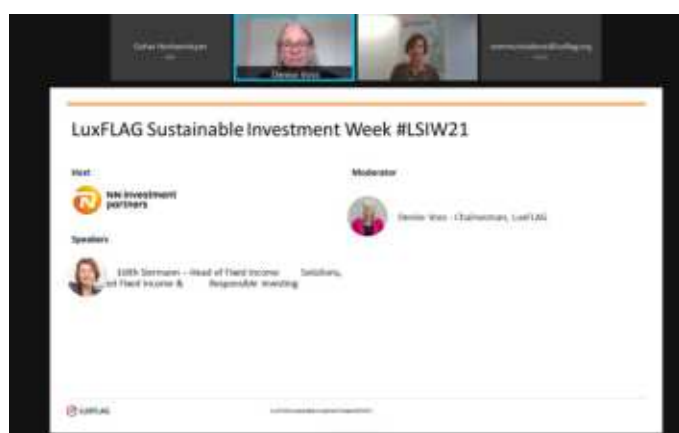 Denise Voss
LuxFLAG Sustainable Investment Week #LSIW21
Host
Moderator
NN investment
partners
Denise Voss - Chairwoman, LuxFLAG
Speakers
Edith Siermann – Head of Fixed Income Solutions,
Fixed Income & Responsible Investing
LUXFLAG